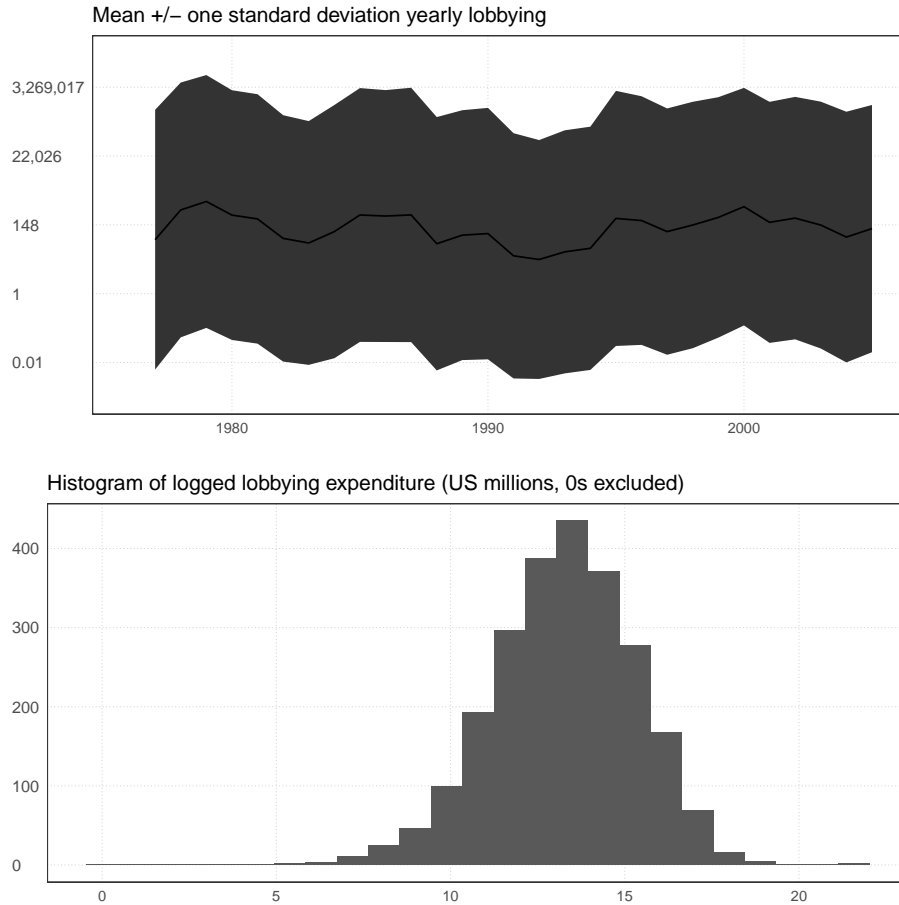 Mean +/− one standard deviation yearly lobbying
3,269,017
22,026
148
1
0.01
1980 1990 2000
Histogram of logged lobbying expenditure (US millions, 0s excluded)
400
300
200
100
0
0 5 10 15 20